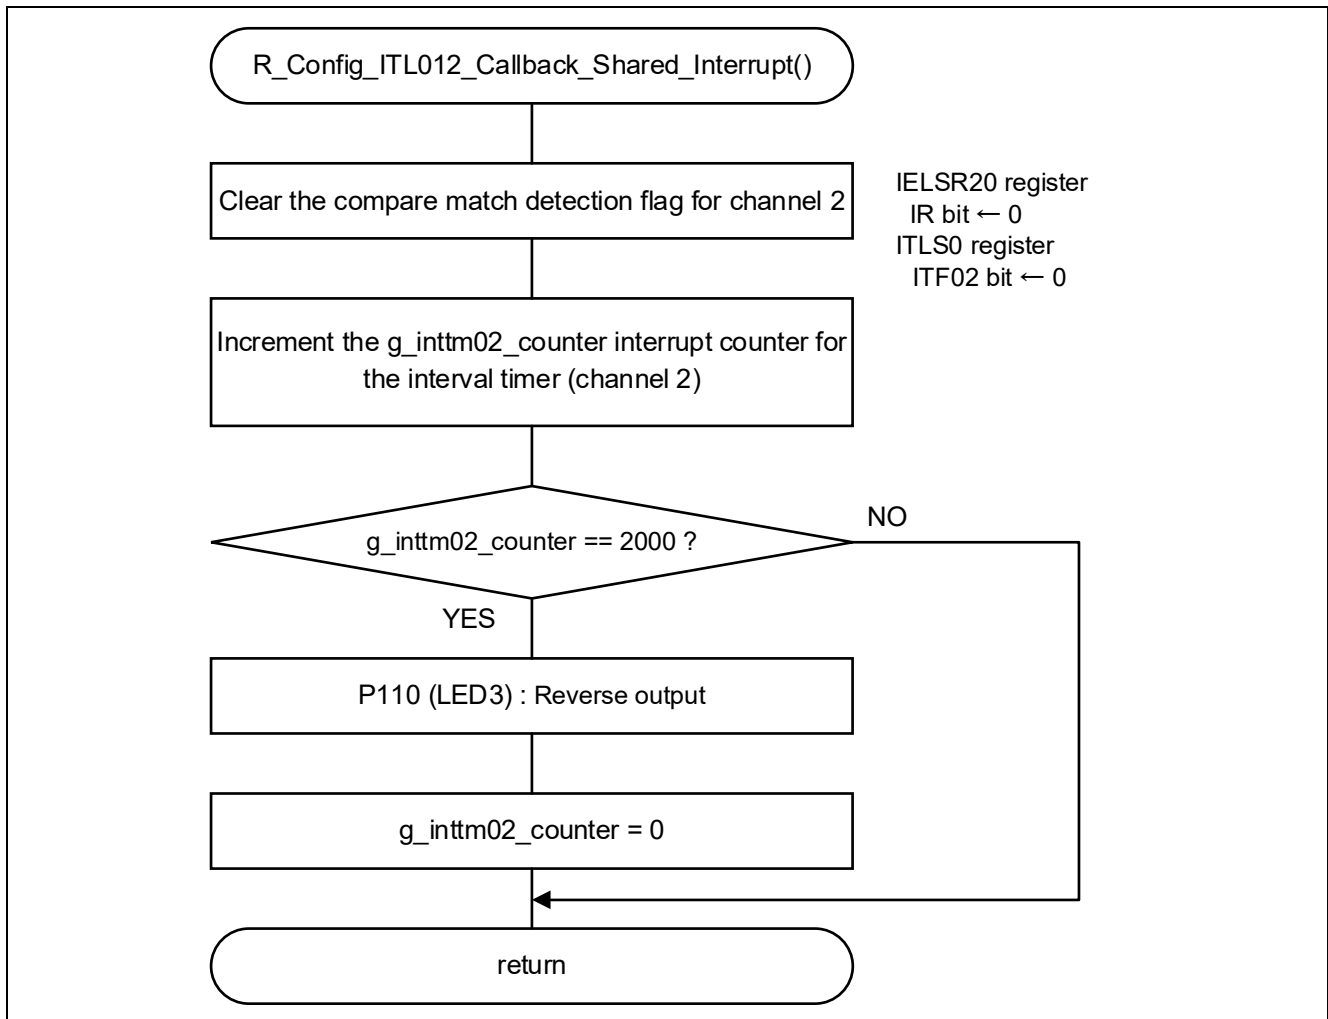 R_Config_ITL012_Callback_Shared_Interrupt()
Clear the compare match detection flag for channel 2
IELSR20 register
IR bit ← 0
ITLS0 register
ITF02 bit ← 0
Increment the g_inttm02_counter interrupt counter for
the interval timer (channel 2)
g_inttm02_counter == 2000 ?
NO
YES
P110 (LED3) : Reverse output
g_inttm02_counter = 0
return